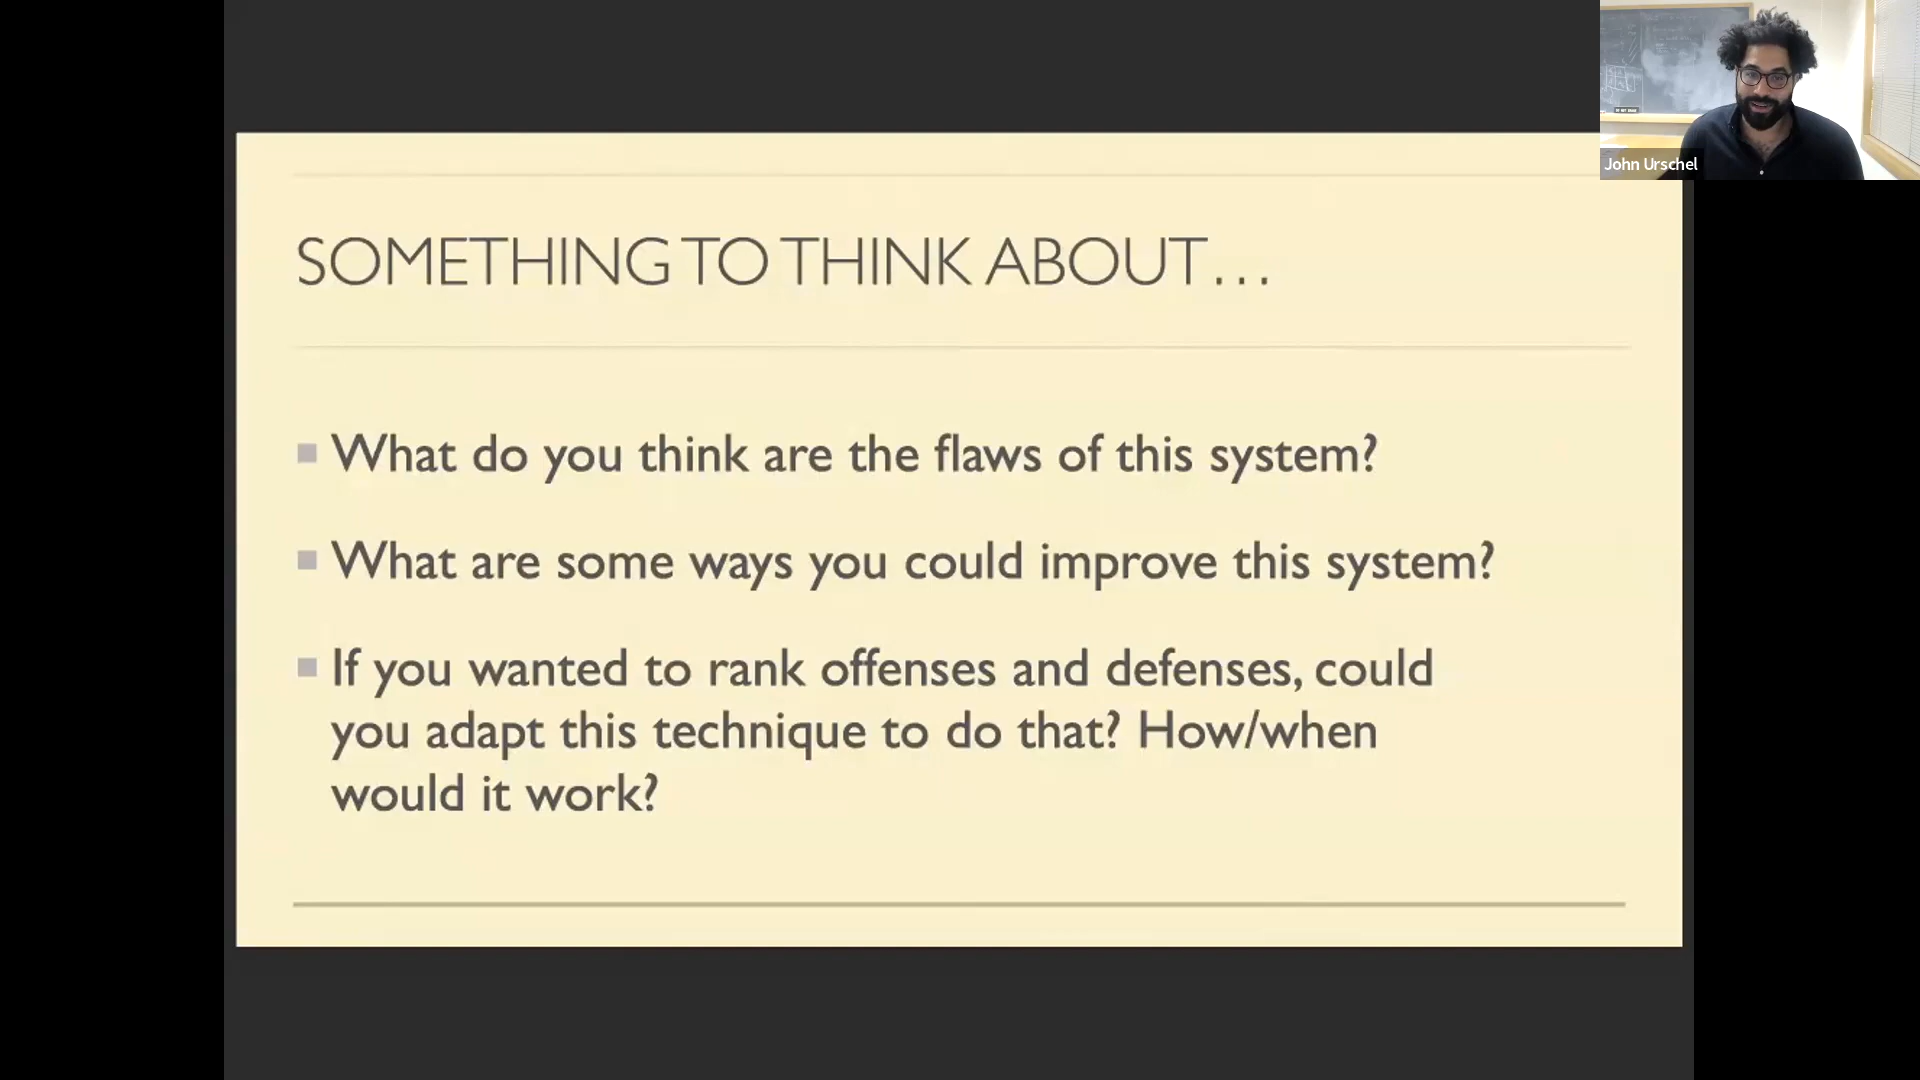 John Urschel
SOMETHING TO THINK ABOUT...
What do you think are the flaws of this system?
What are some ways you could improve this system?
If you wanted to rank offenses and defenses, could
you adapt this technique to do that? How/when
would it work?